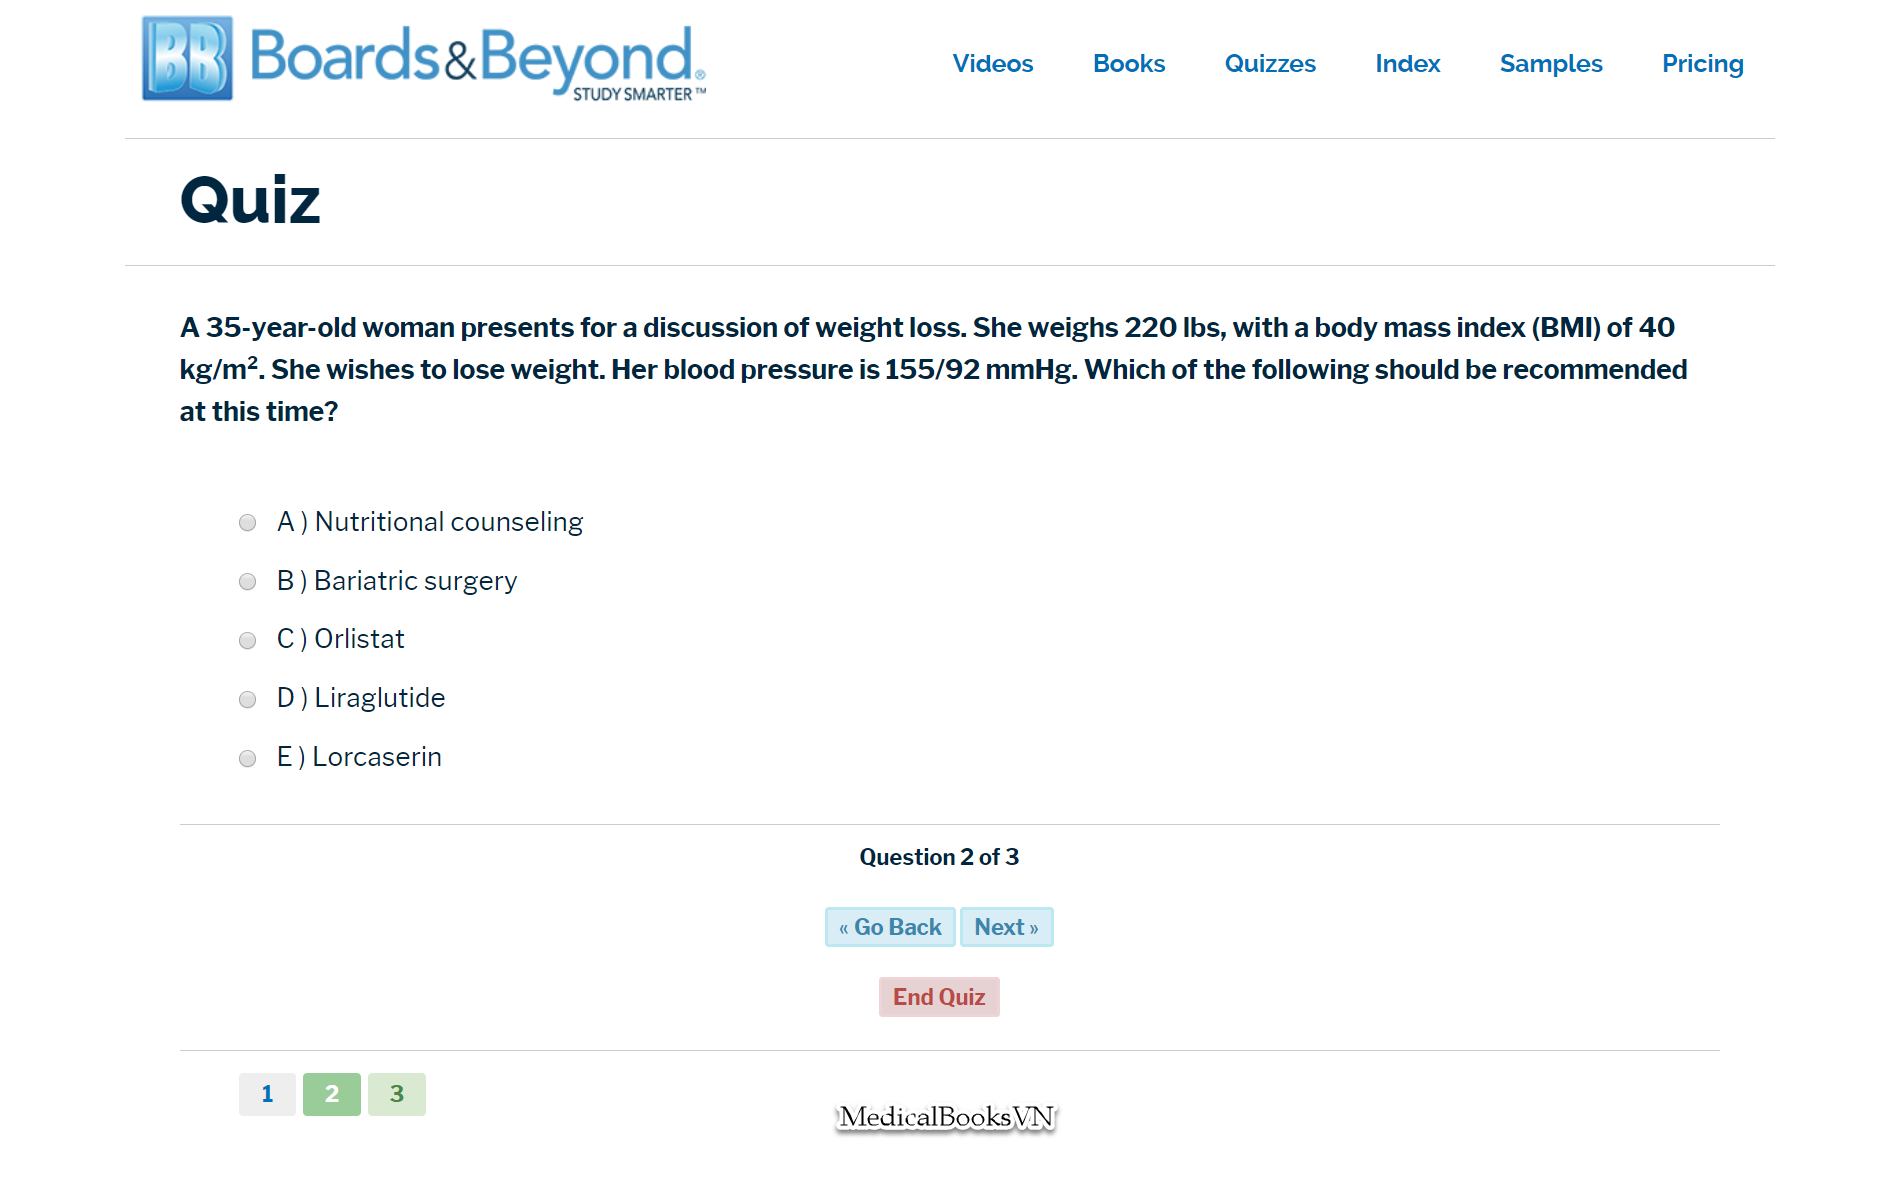 BB Boards&Beyond®
STUDY SMARTER™
Videos Books Quizzes Index Samples Pricing
Quiz
A 35-year-old woman presents for a discussion of weight loss. She weighs 220 lbs, with a body mass index (BMI) of 40
kg/m². She wishes to lose weight. Her blood pressure is 155/92 mmHg. Which of the following should be recommended
at this time?
A ) Nutritional counseling
B ) Bariatric surgery
C ) Orlistat
D ) Liraglutide
E ) Lorcaserin
Question 2 of 3
« Go Back Next »
End Quiz
1 2 3
MedicalBooksVN